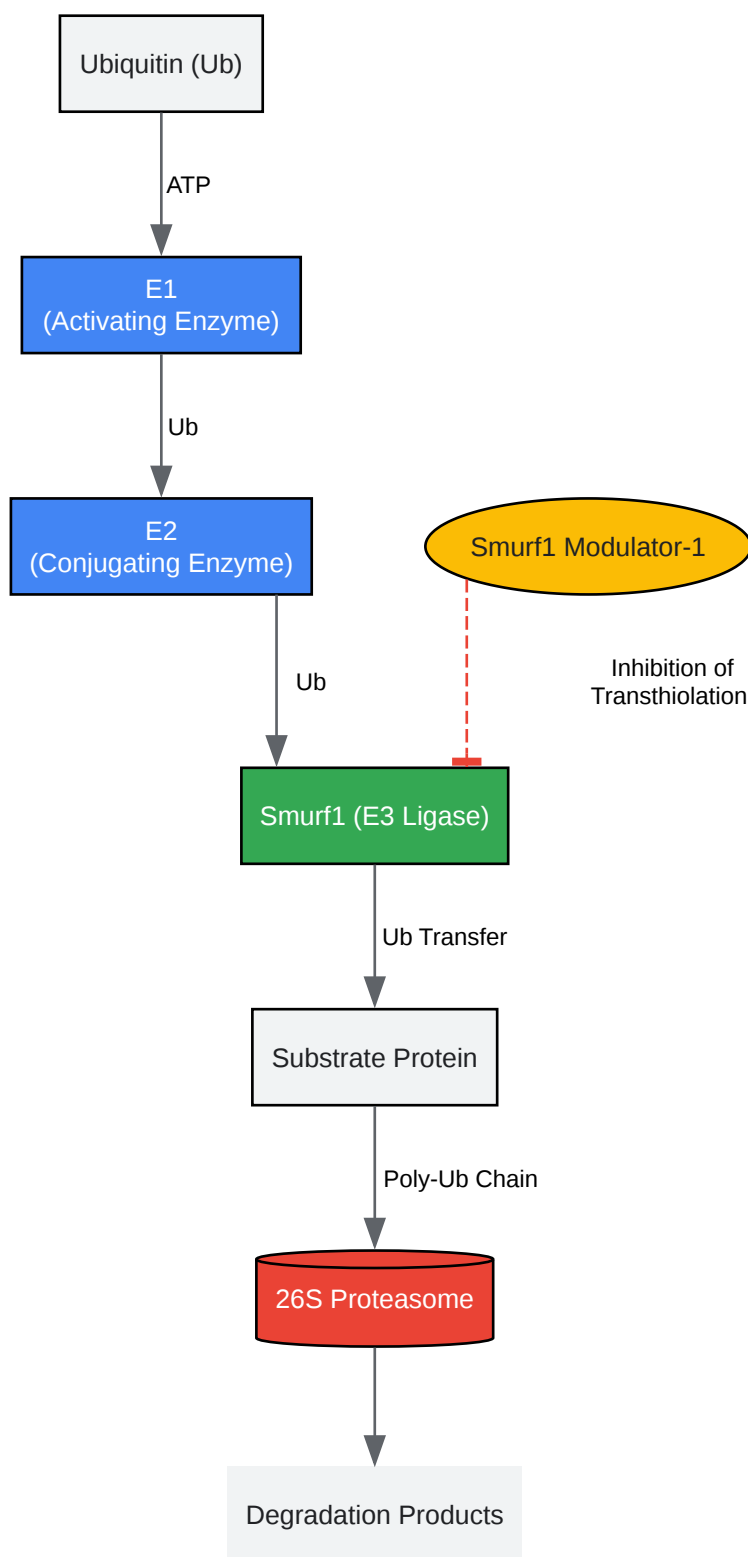 Ubiquitin (Ub)
ATP
E1
(Activating Enzyme)
Ub
E2
(Conjugating Enzyme)
Smurf1 Modulator-1
Ub
Inhibition of
Transthiolation
Smurf1 (E3 Ligase)
Ub Transfer
Substrate Protein
Poly-Ub Chain
26S Proteasome
Degradation Products